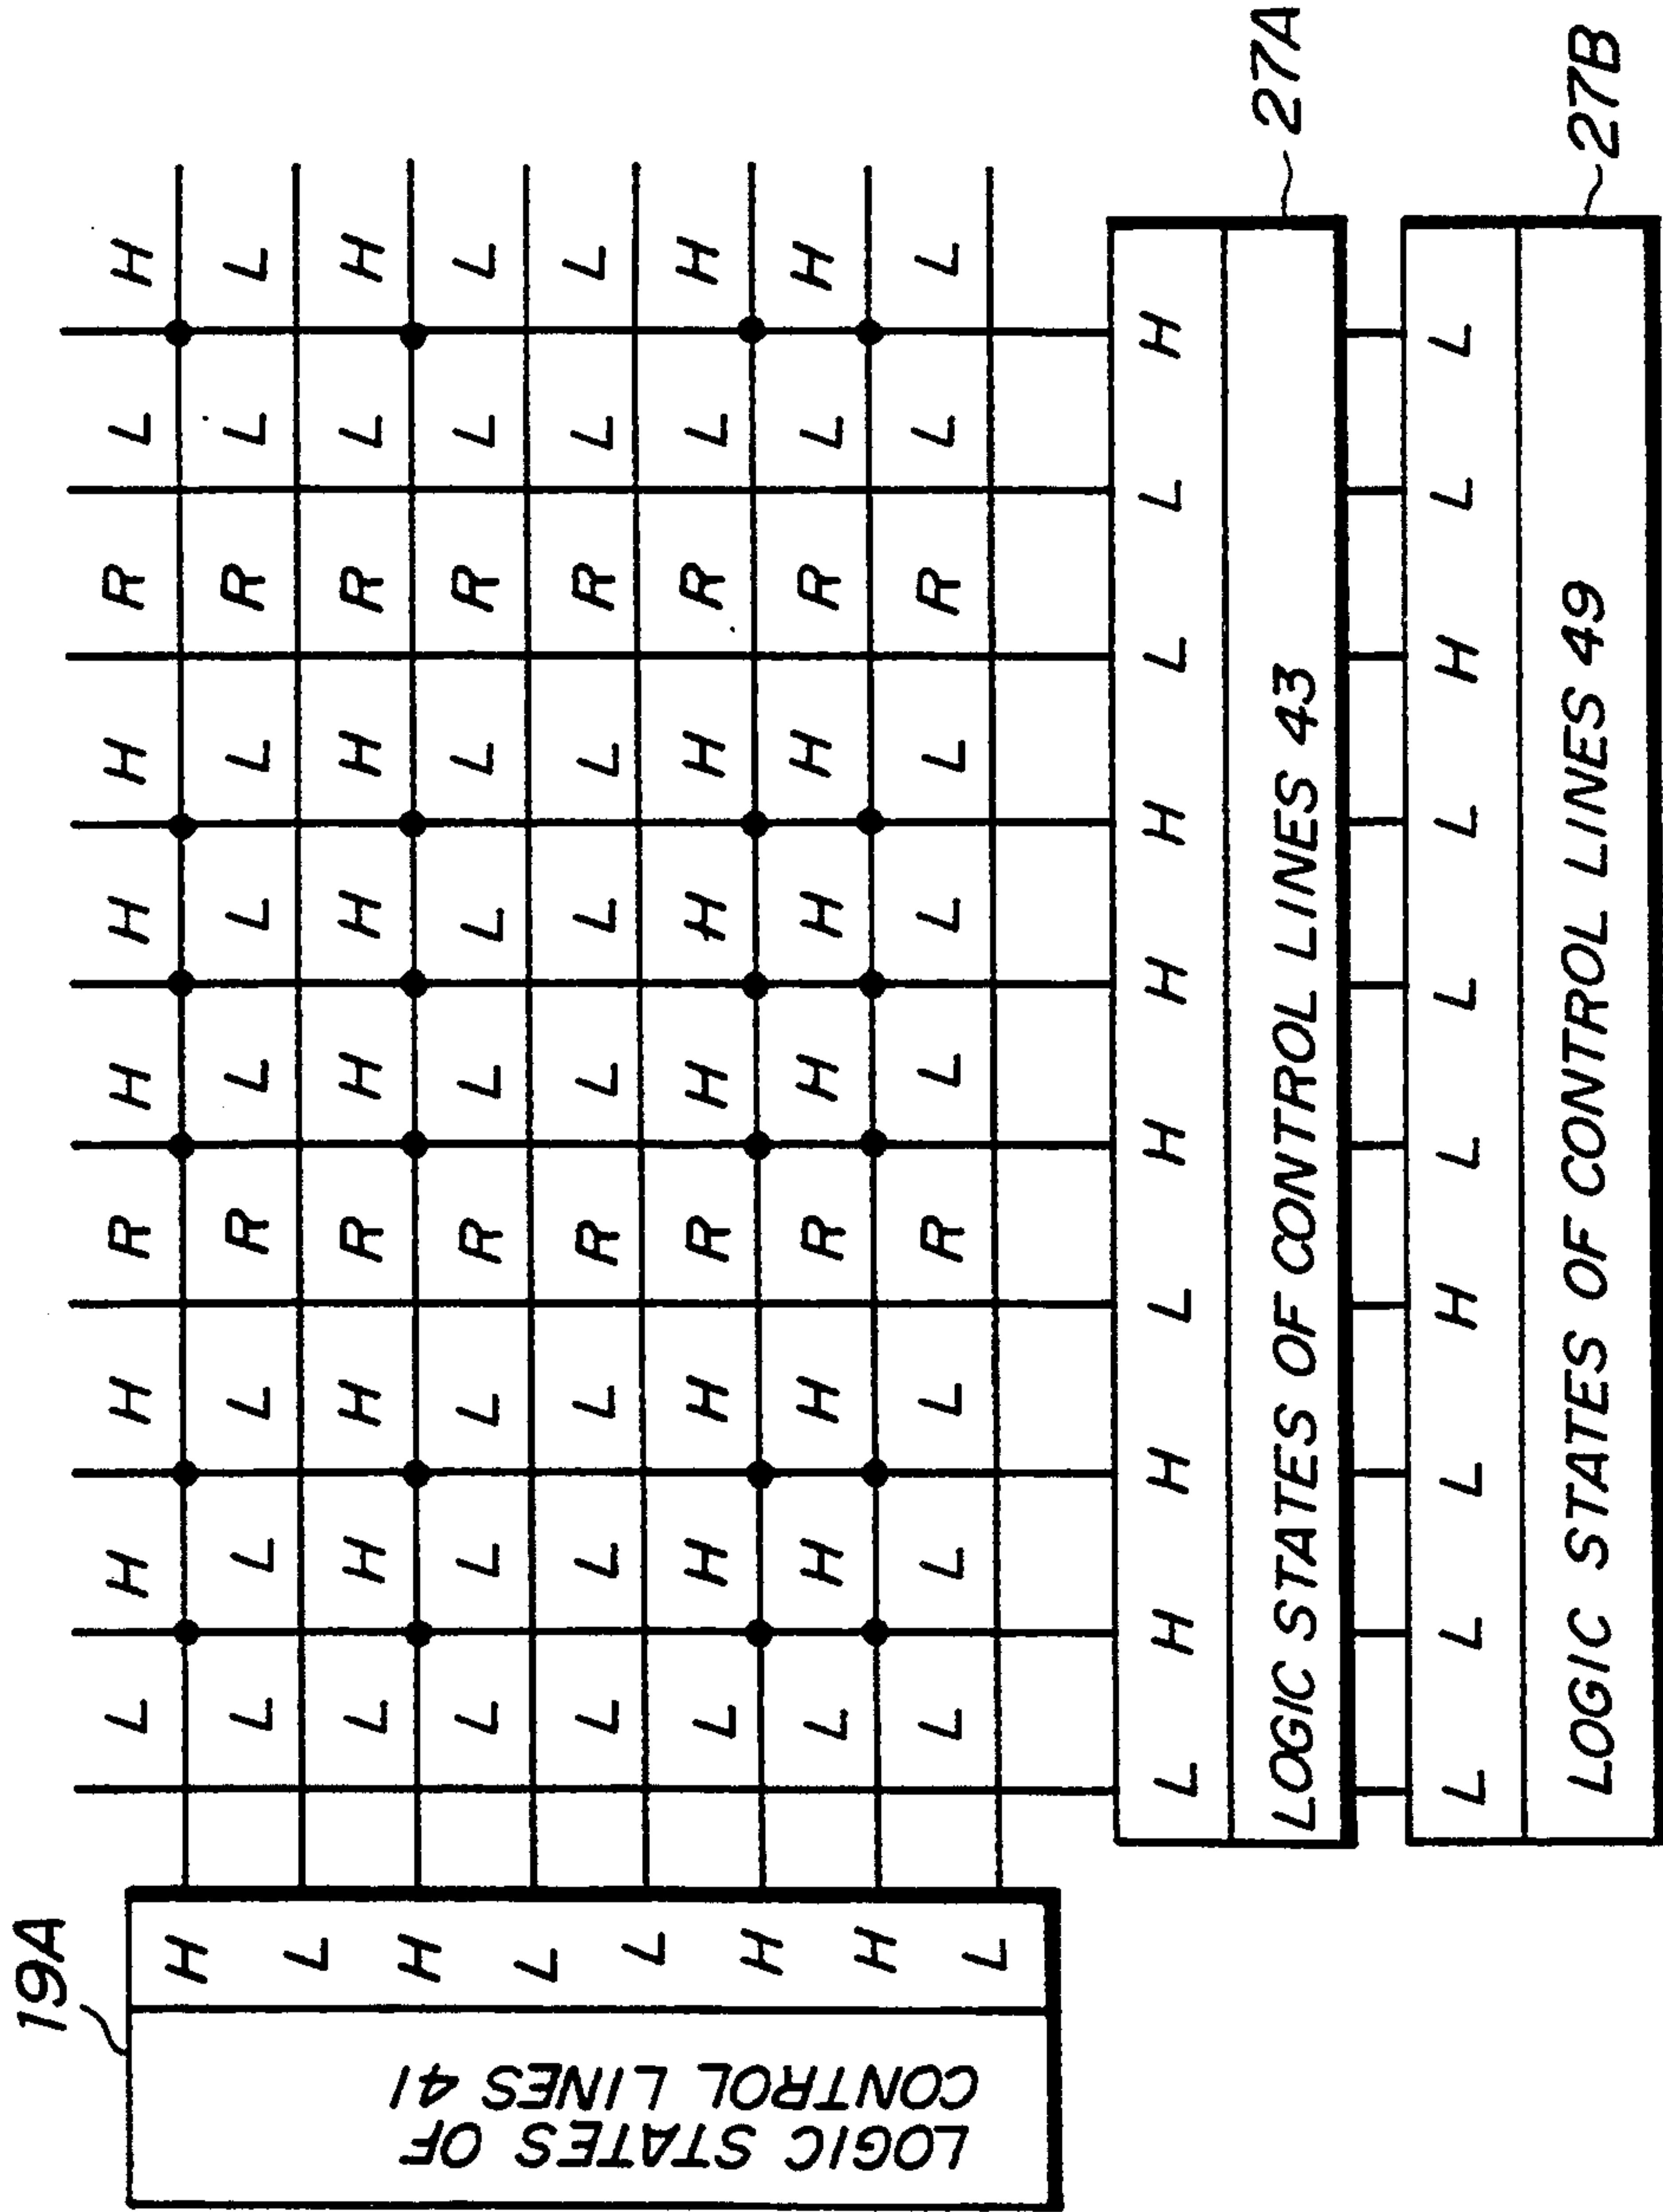 19A
LOGIC STATES OF
CONTROL LINES 41
H
L
H
L
L
H
H
L
L H H R H H H R L H
L L L R L L L R L L
L H H R H H H R L H
L L L R L L L R L L
L L L R L L L R L L
L H H R H H H R L H
L H H R H H H R L H
L L L R L L L R L L
L H H L H H H L L H
LOGIC STATES OF CONTROL LINES 43
27A
L L L H L L L H L L
LOGIC STATES OF CONTROL LINES 49
27B